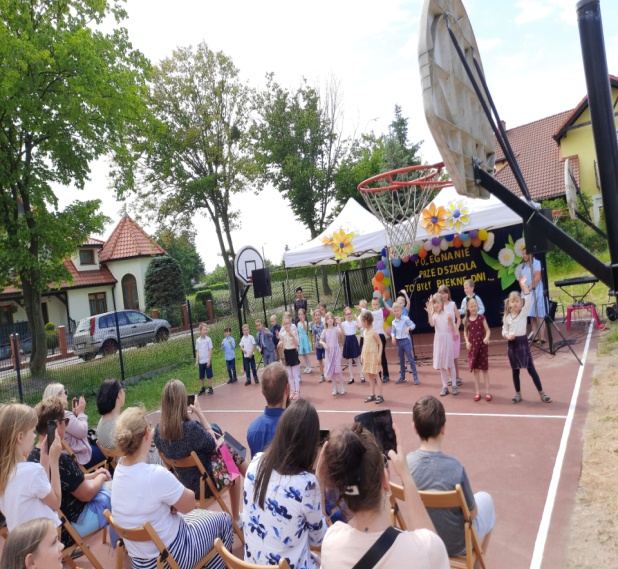 POŻEGNANIE
PRZEDSZKOLA
TO BYŁY PIĘKNE DNI...